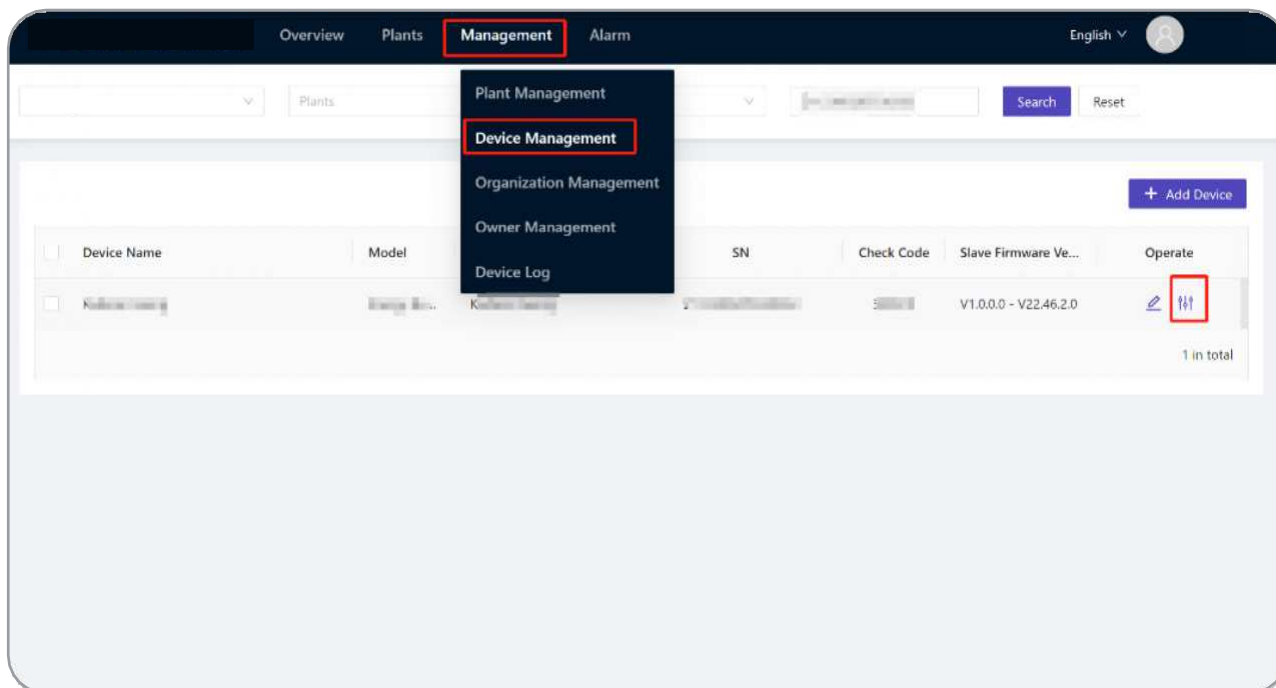 Overview Plants Management Alarm English
Plants Search Reset
Plant Management
Device Management
Organization Management
Owner Management
Device Log
+ Add Device
Device Name Model SN Check Code Slave Firmware Ve... Operate
V1.0.0.0 - V22.46.2.0
1 in total